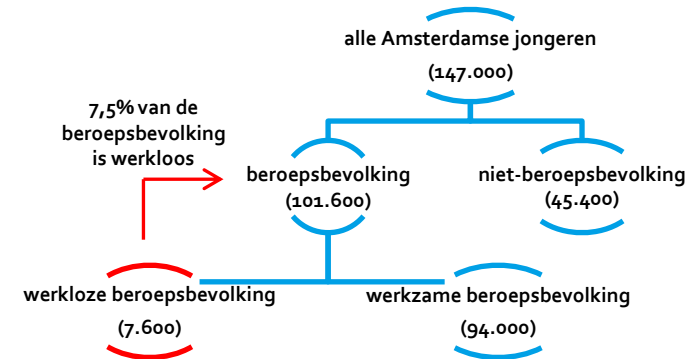 alle Amsterdamse jongeren
(147.000)
7,5% van de
beroepsbevolking
is werkloos
beroepsbevolking
(101.600)
niet-beroepsbevolking
(45.400)
werkloze beroepsbevolking
(7.600)
werkzame beroepsbevolking
(94.000)